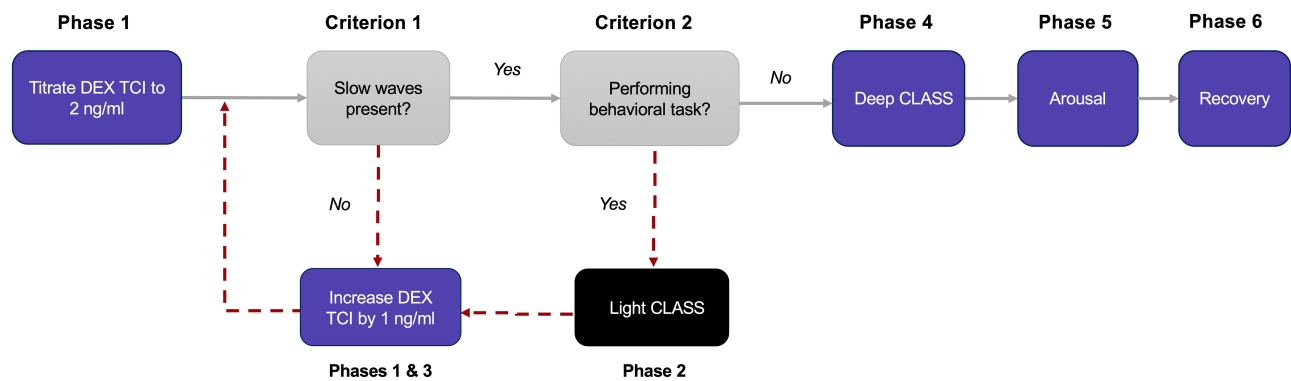 Phase 1
Criterion 1
Criterion 2
Phase 4
Phase 5
Phase 6
Titrate DEX TCI to
2 ng/ml
Slow waves
present?
Yes
Performing
behavioral task?
No
Deep CLASS
Arousal
Recovery
No
Yes
Increase DEX
TCI by 1 ng/ml
Light CLASS
Phases 1 & 3
Phase 2